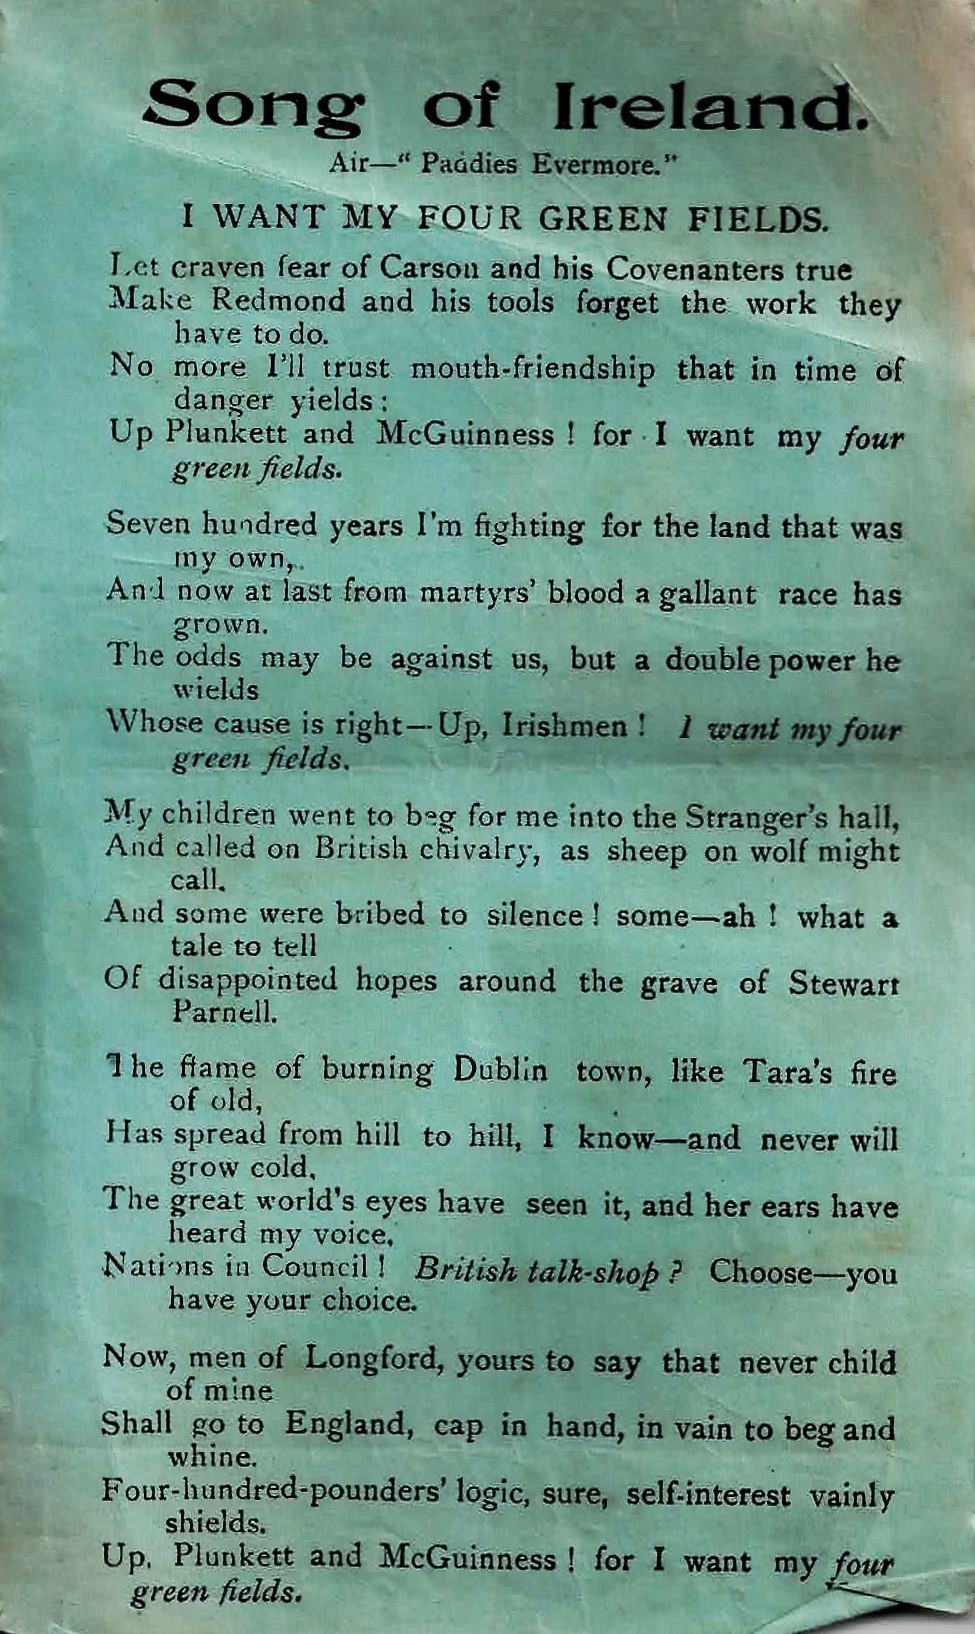 Song of Ireland.
Air—“ Paddies Evermore.”
I WANT MY FOUR GREEN FIELDS.
Let craven fear of Carson and his Covenanters true
Make Redmond and his tools forget the work they
have to do.
No more I’ll trust mouth-friendship that in time of
danger yields :
Up Plunkett and McGuinness ! for I want my four
green fields.
Seven hundred years I’m fighting for the land that was
my own,
And now at last from martyrs’ blood a gallant race has
grown.
The odds may be against us, but a double power he
wields
Whose cause is right—Up, Irishmen ! I want my four
green fields.
My children went to beg for me into the Stranger’s hall,
And called on British chivalry, as sheep on wolf might
call.
And some were bribed to silence ! some—ah ! what a
tale to tell
Of disappointed hopes around the grave of Stewart
Parnell.
The flame of burning Dublin town, like Tara’s fire
of old,
Has spread from hill to hill, I know—and never will
grow cold,
The great world’s eyes have seen it, and her ears have
heard my voice,
Nations in Council ! British talk-shop ? Choose—you
have your choice.
Now, men of Longford, yours to say that never child
of mine
Shall go to England, cap in hand, in vain to beg and
whine.
Four-hundred-pounders’ logic, sure, self-interest vainly
shields.
Up, Plunkett and McGuinness ! for I want my four
green fields.